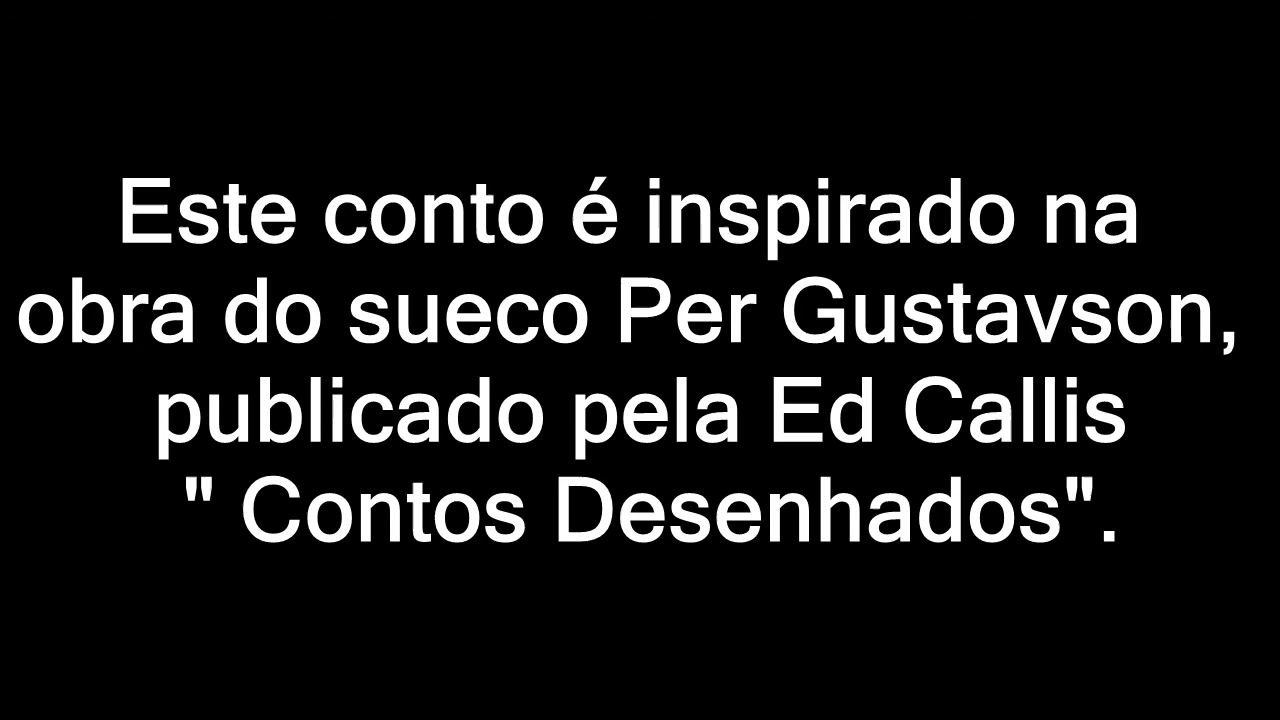 Este conto é inspirado na
obra do sueco Per Gustavson,
publicado pela Ed Callis
" Contos Desenhados".